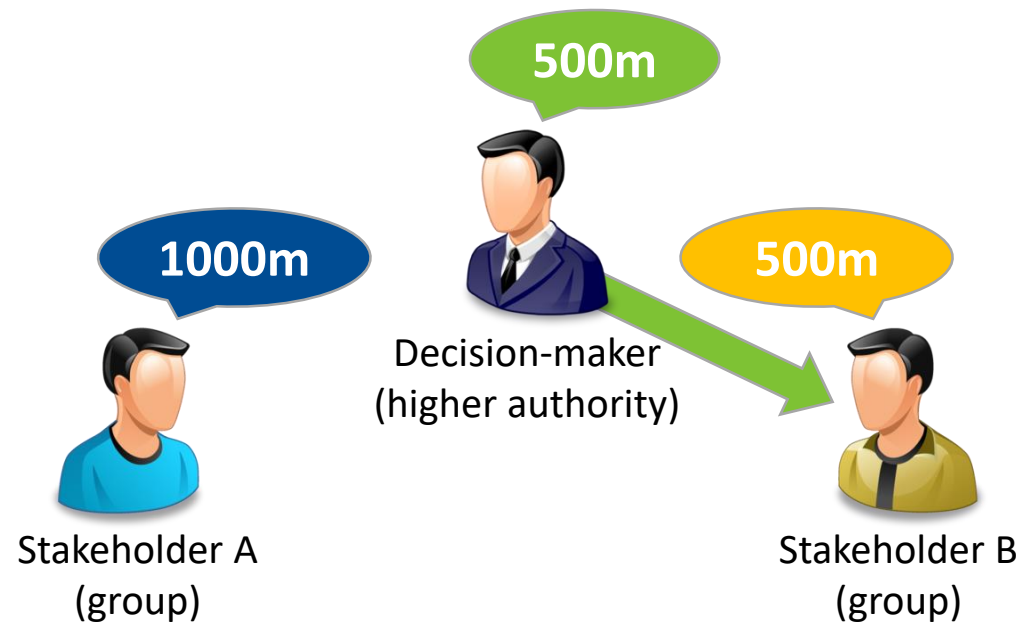 500m
1000m
500m
Decision-maker
(higher authority)
Stakeholder A
(group)
Stakeholder B
(group)